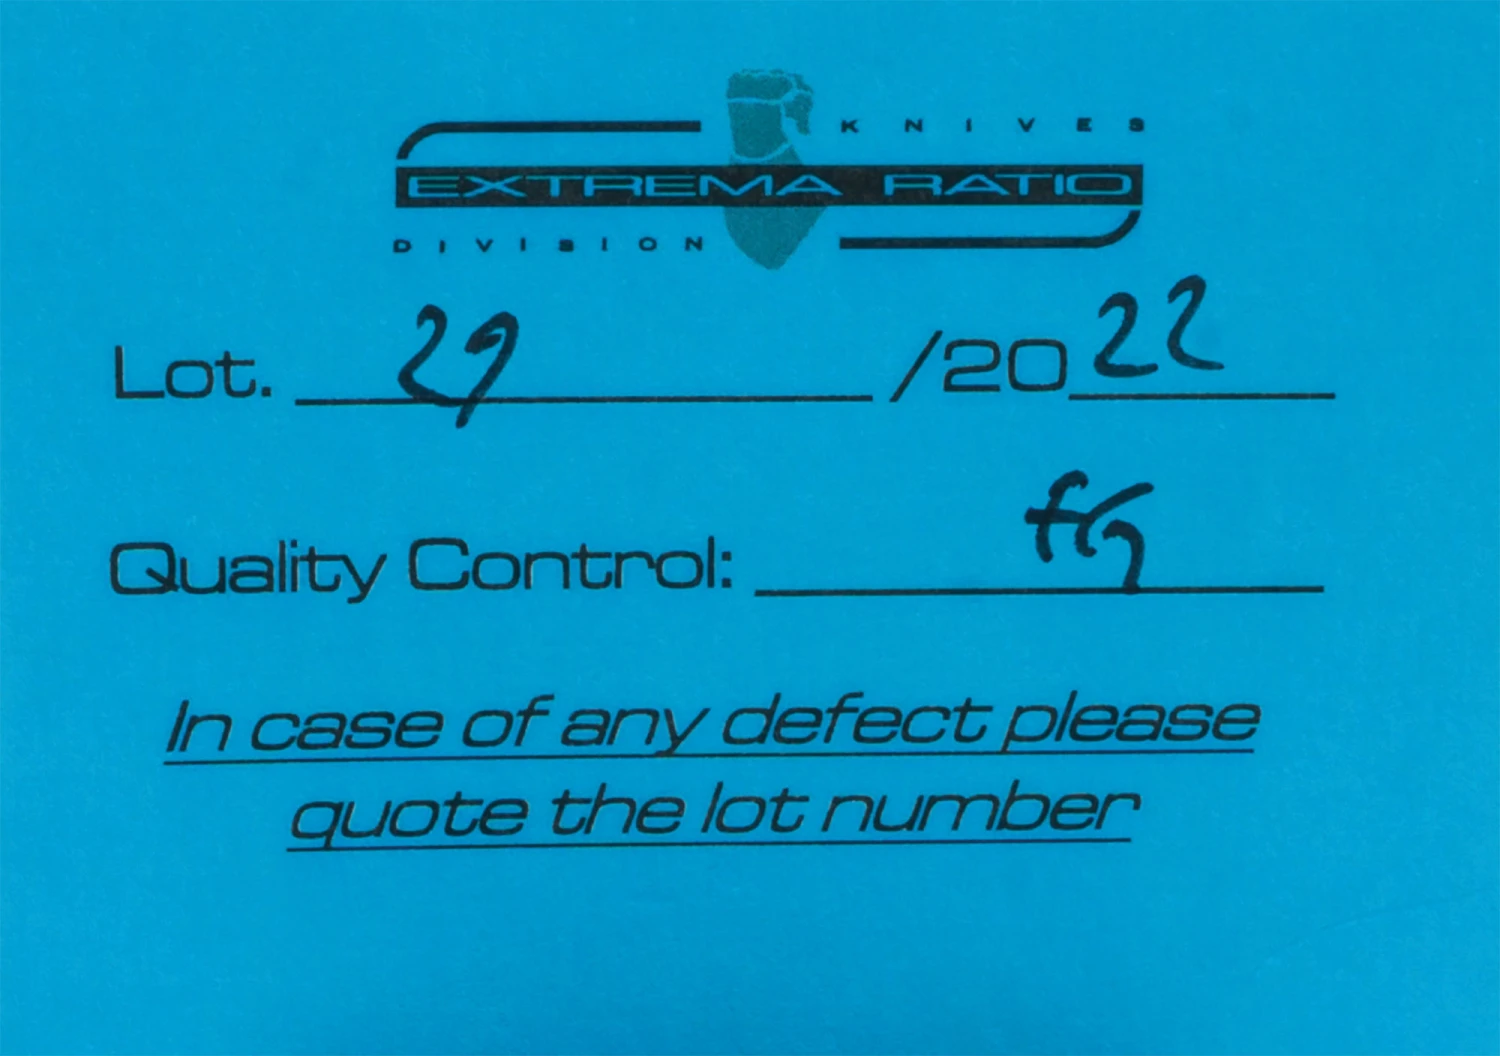 KNIVES
EXTREMA RATIO
DIVISION
Lot. 29 /2022
Quality Control:
In case of any defect please
quote the lot number